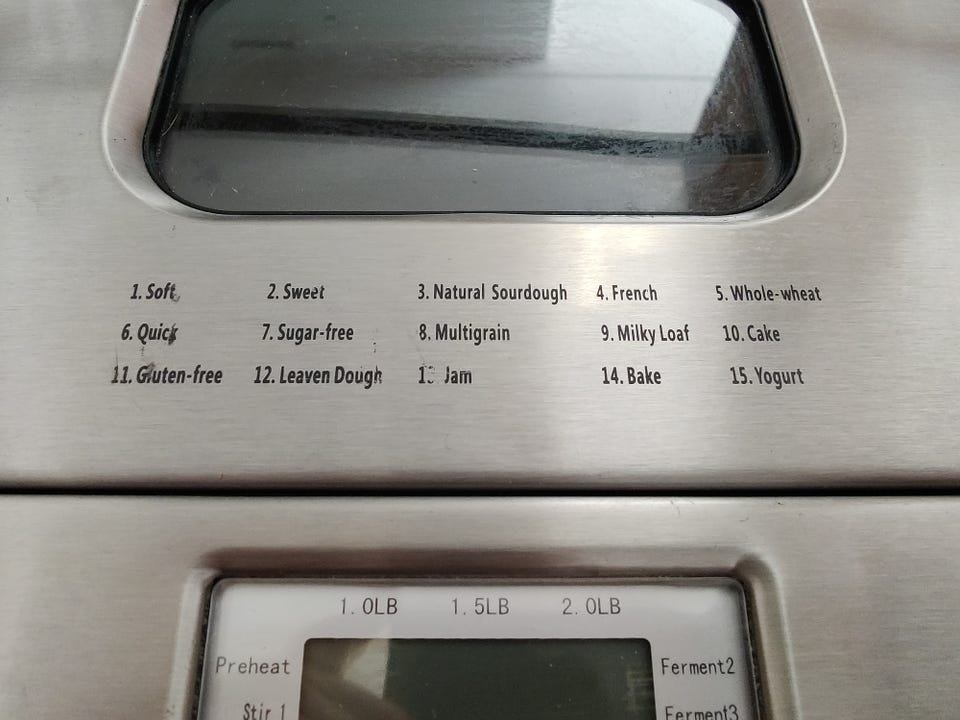 1. Soft 2. Sweet 3. Natural Sourdough 4. French 5. Whole-wheat
6. Quick 7. Sugar-free 8. Multigrain 9. Milky Loaf 10. Cake
11. Gluten-free 12. Leaven Dough 13 Jam 14. Bake 15. Yogurt
1.0LB 1.5LB 2.0LB
Preheat Ferment2
Stir 1 Ferment3